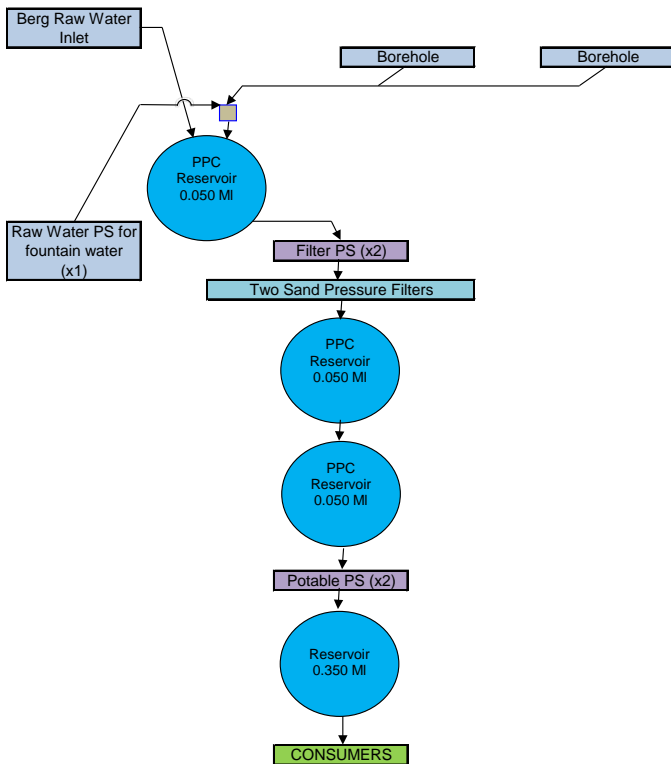 Berg Raw Water
Inlet
Borehole
Borehole
PPC
Reservoir
0.050 Ml
Raw Water PS for
fountain water
(x1)
Filter PS (x2)
Two Sand Pressure Filters
PPC
Reservoir
0.050 Ml
PPC
Reservoir
0.050 Ml
Potable PS (x2)
Reservoir
0.350 Ml
CONSUMERS